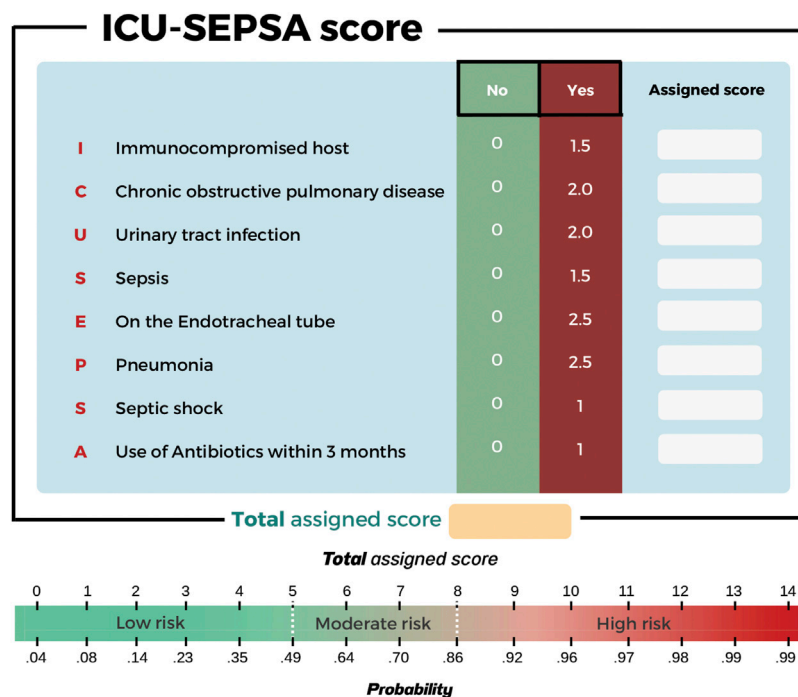 ICU-SEPSA score
No Yes Assigned score
I Immunocompromised host 0 1.5
C Chronic obstructive pulmonary disease 0 2.0
U Urinary tract infection 0 2.0
S Sepsis 0 1.5
E On the Endotracheal tube 0 2.5
P Pneumonia 0 2.5
S Septic shock 0 1
A Use of Antibiotics within 3 months 0 1
Total assigned score
Total assigned score
0 1 2 3 4 5 6 7 8 9 10 11 12 13 14
Low risk Moderate risk High risk
.04 .08 .14 .23 .35 .49 .64 .70 .86 .92 .96 .97 .98 .99 .99
Probability